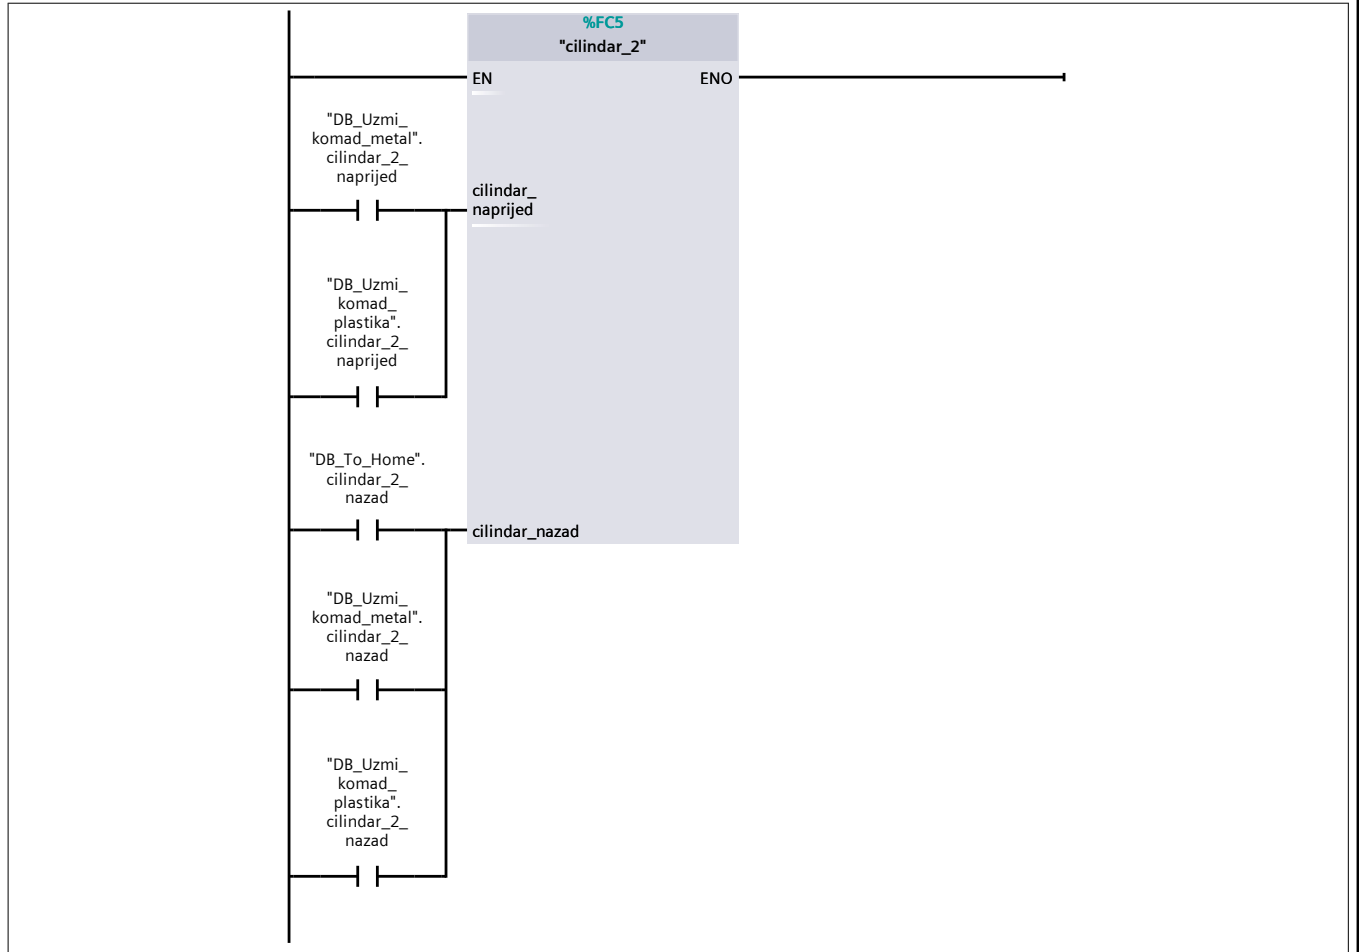 %FC5
"cilindar_2"
EN
ENO
"DB_Uzmi_
komad_metal".
cilindar_2_
naprijed
cilindar_
naprijed
"DB_Uzmi_
komad_
plastika".
cilindar_2_
naprijed
"DB_To_Home".
cilindar_2_
nazad
cilindar_nazad
"DB_Uzmi_
komad_metal".
cilindar_2_
nazad
"DB_Uzmi_
komad_
plastika".
cilindar_2_
nazad